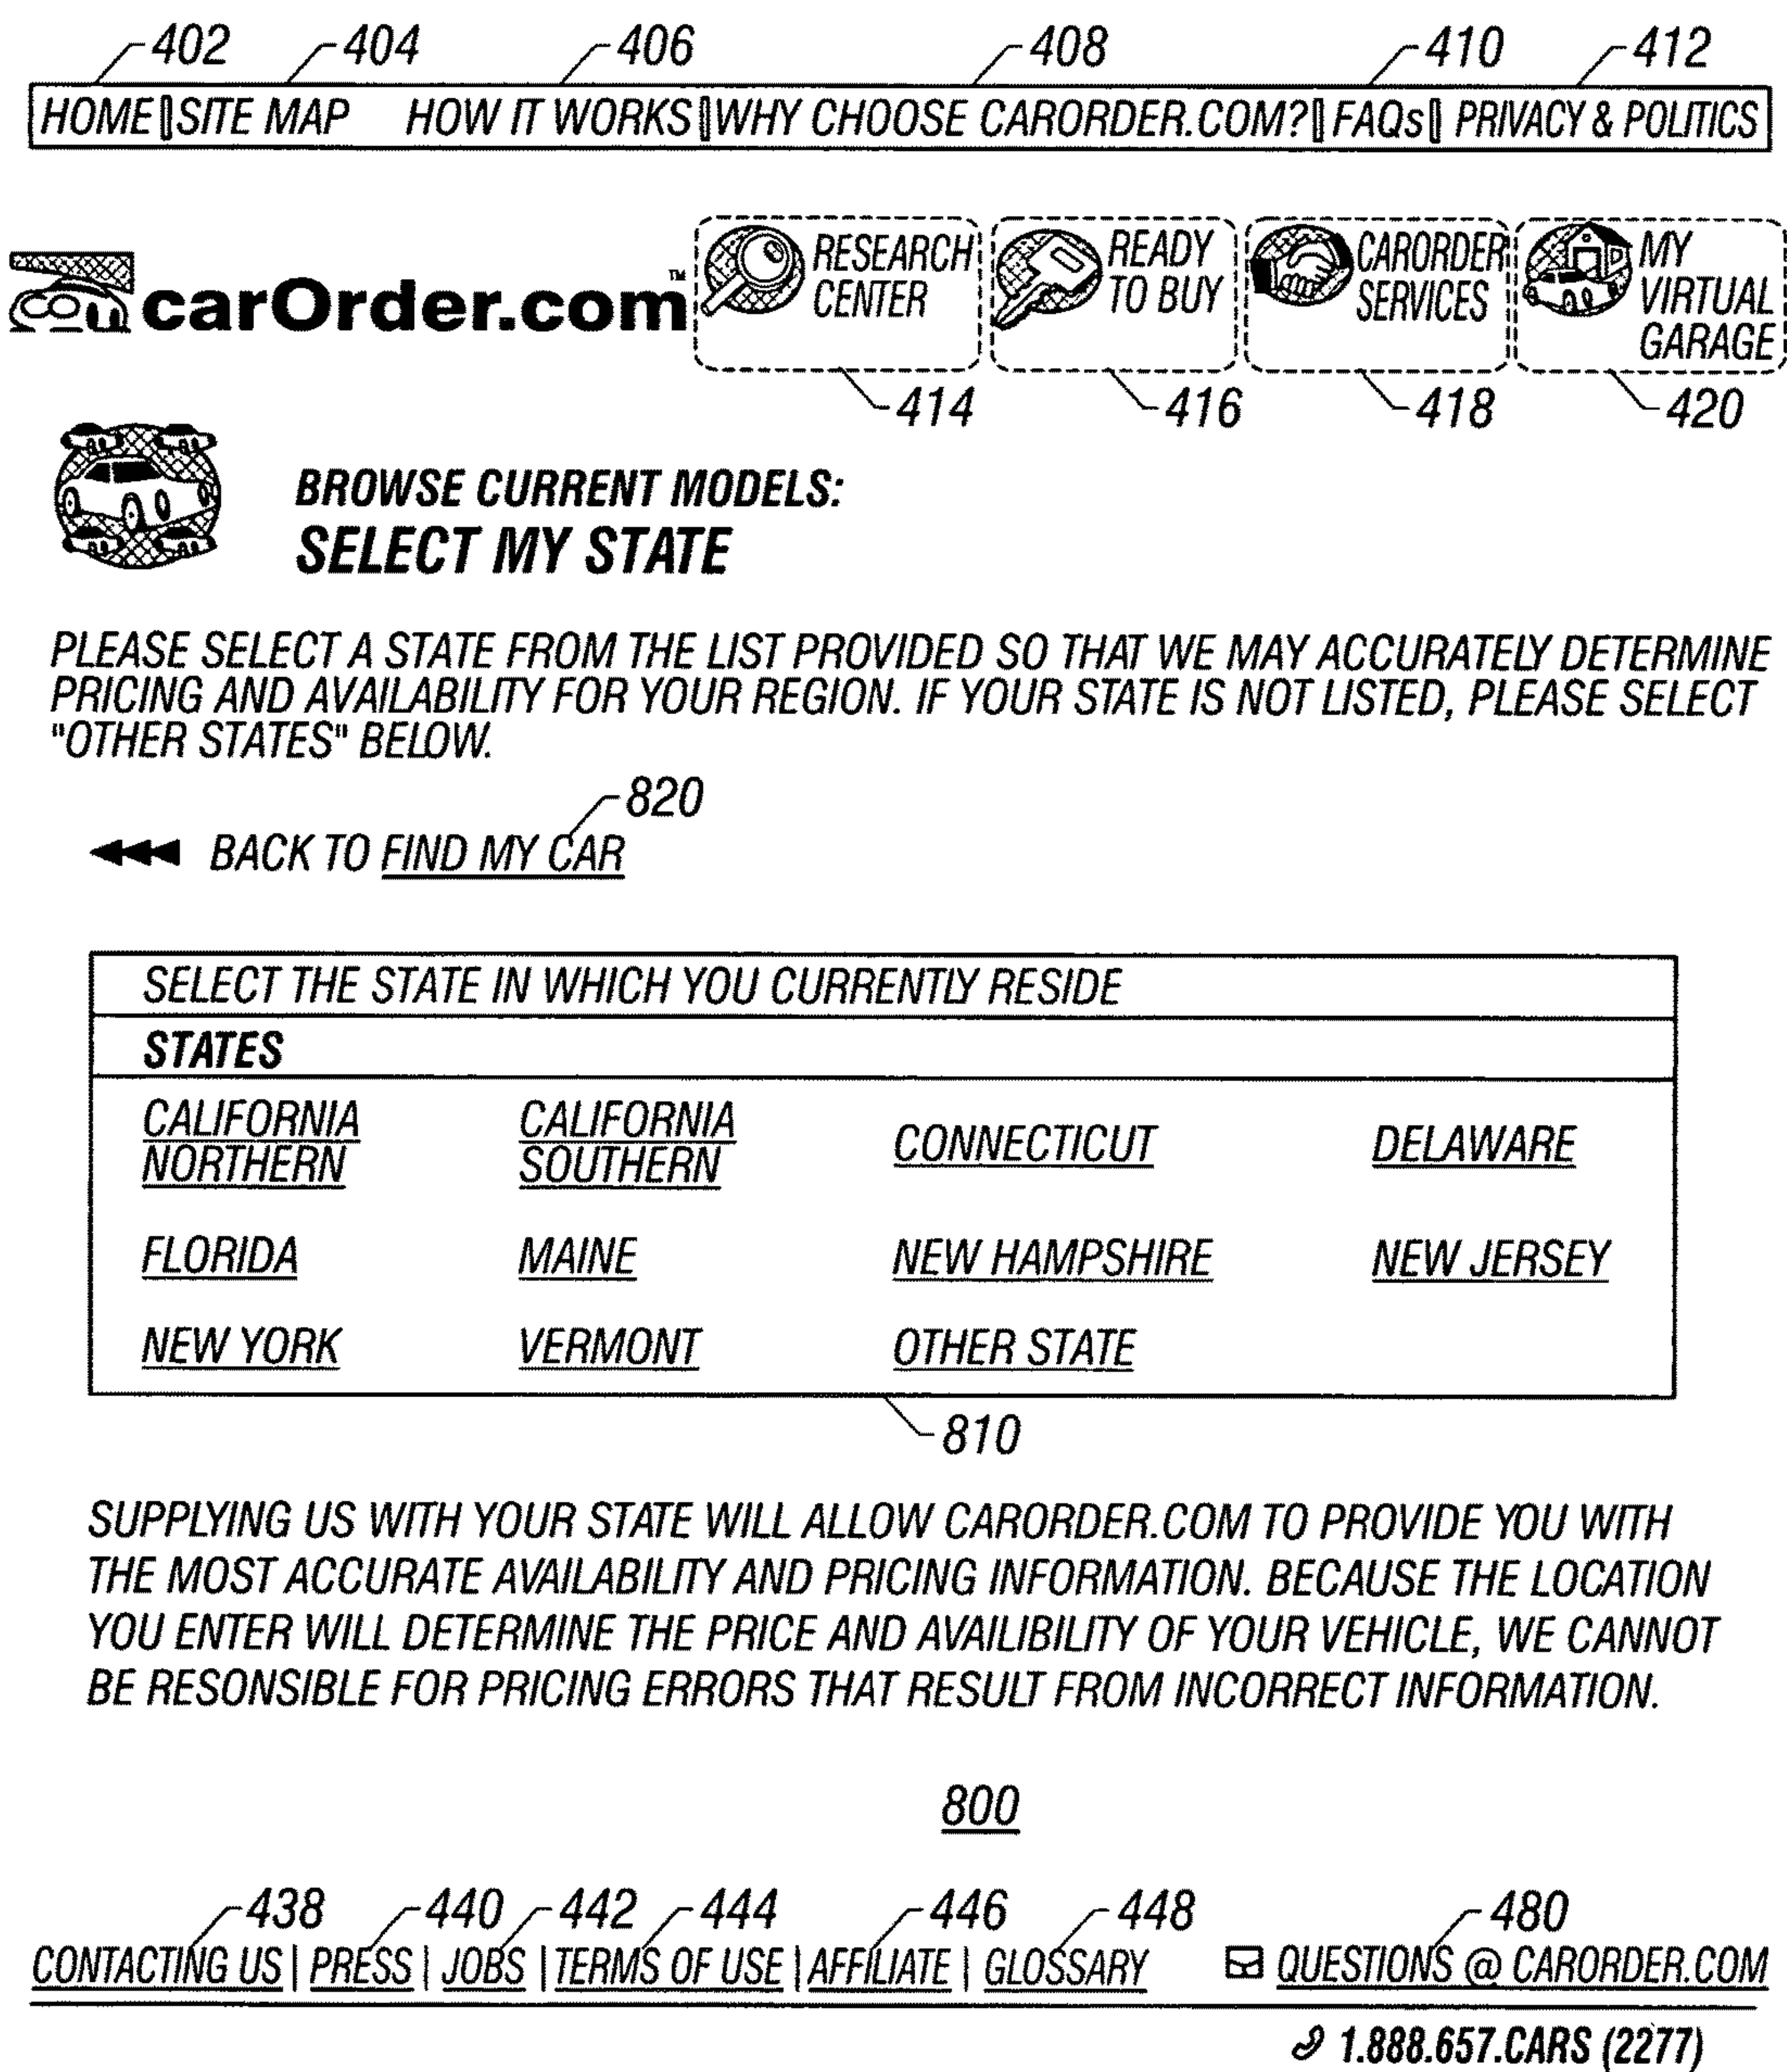 402 404 406 408 410 412
HOME SITE MAP HOW IT WORKS WHY CHOOSE CARORDER.COM? FAQs PRIVACY & POLITICS
carOrder.com™
RESEARCH CENTER
READY TO BUY
CARORDER SERVICES
MY VIRTUAL GARAGE
414 416 418 420
BROWSE CURRENT MODELS:
SELECT MY STATE
PLEASE SELECT A STATE FROM THE LIST PROVIDED SO THAT WE MAY ACCURATELY DETERMINE
PRICING AND AVAILABILITY FOR YOUR REGION. IF YOUR STATE IS NOT LISTED, PLEASE SELECT
"OTHER STATES" BELOW.
820
BACK TO FIND MY CAR
SELECT THE STATE IN WHICH YOU CURRENTLY RESIDE
STATES
CALIFORNIA NORTHERN CALIFORNIA SOUTHERN CONNECTICUT DELAWARE
FLORIDA MAINE NEW HAMPSHIRE NEW JERSEY
NEW YORK VERMONT OTHER STATE
810
SUPPLYING US WITH YOUR STATE WILL ALLOW CARORDER.COM TO PROVIDE YOU WITH
THE MOST ACCURATE AVAILABILITY AND PRICING INFORMATION. BECAUSE THE LOCATION
YOU ENTER WILL DETERMINE THE PRICE AND AVAILIBILITY OF YOUR VEHICLE, WE CANNOT
BE RESONSIBLE FOR PRICING ERRORS THAT RESULT FROM INCORRECT INFORMATION.
800
438 440 442 444 446 448 480
CONTACTING US | PRESS | JOBS | TERMS OF USE | AFFILIATE | GLOSSARY QUESTIONS @ CARORDER.COM
1.888.657.CARS (2277)